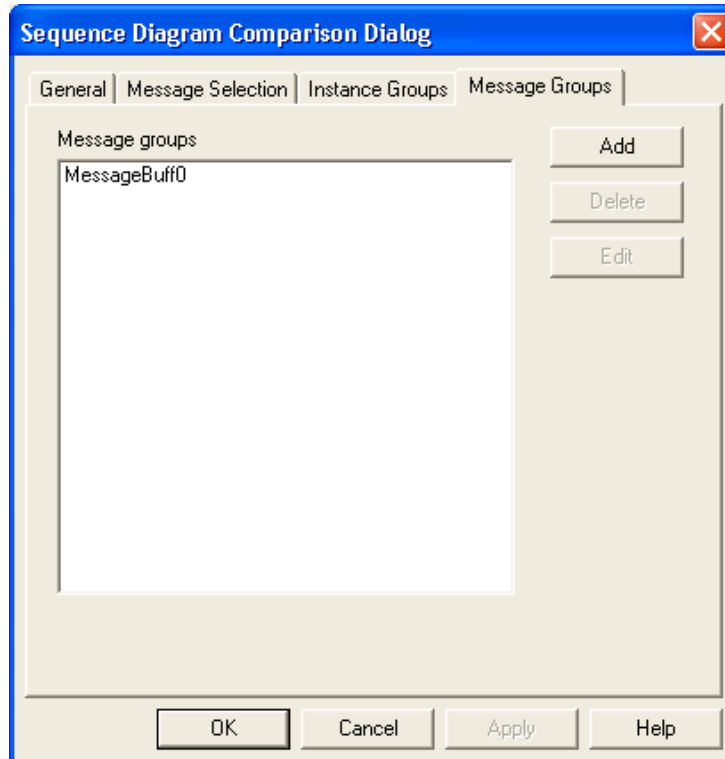 Sequence Diagram Comparison Dialog
General Message Selection Instance Groups Message Groups
Message groups
MessageBuff0
Add
Delete
Edit
OK Cancel Apply Help